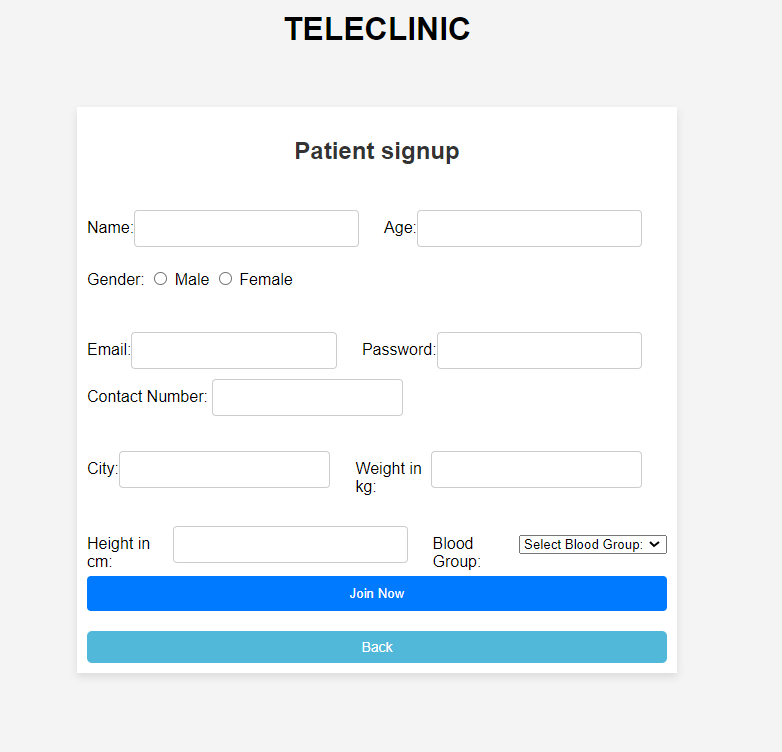 TELECLINIC
Patient signup
Name: Age:
Gender: Male Female
Email: Password:
Contact Number:
City: Weight in
kg:
Height in Blood Select Blood Group:
cm: Group:
Join Now
Back